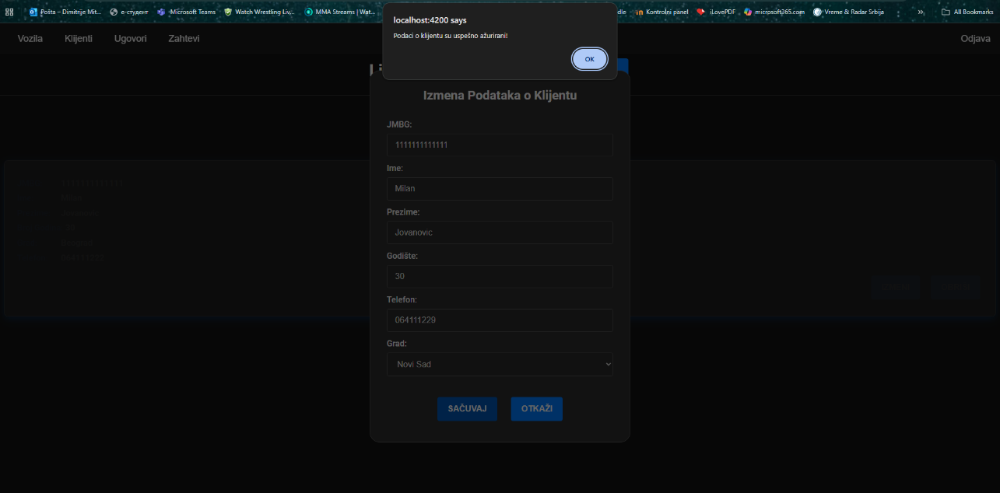 Pošta – Dimitrije Mit...
е-студент
Microsoft Teams
Watch Wrestling Liv...
MMA Streams | Wat...
dle
Kontrolni panel
iLovePDF
microsoft365.com
Vreme & Radar Srbija
All Bookmarks
localhost:4200 says
Podaci o klijentu su uspešno ažurirani!
OK
Vozila
Klijenti
Ugovori
Zahtevi
Odjava
Izmena Podataka o Klijentu
JMBG:
1111111111111
Ime:
Milan
Prezime:
Jovanovic
Godište:
30
Telefon:
064111229
Grad:
Novi Sad
SAČUVAJ
OTKAŽI